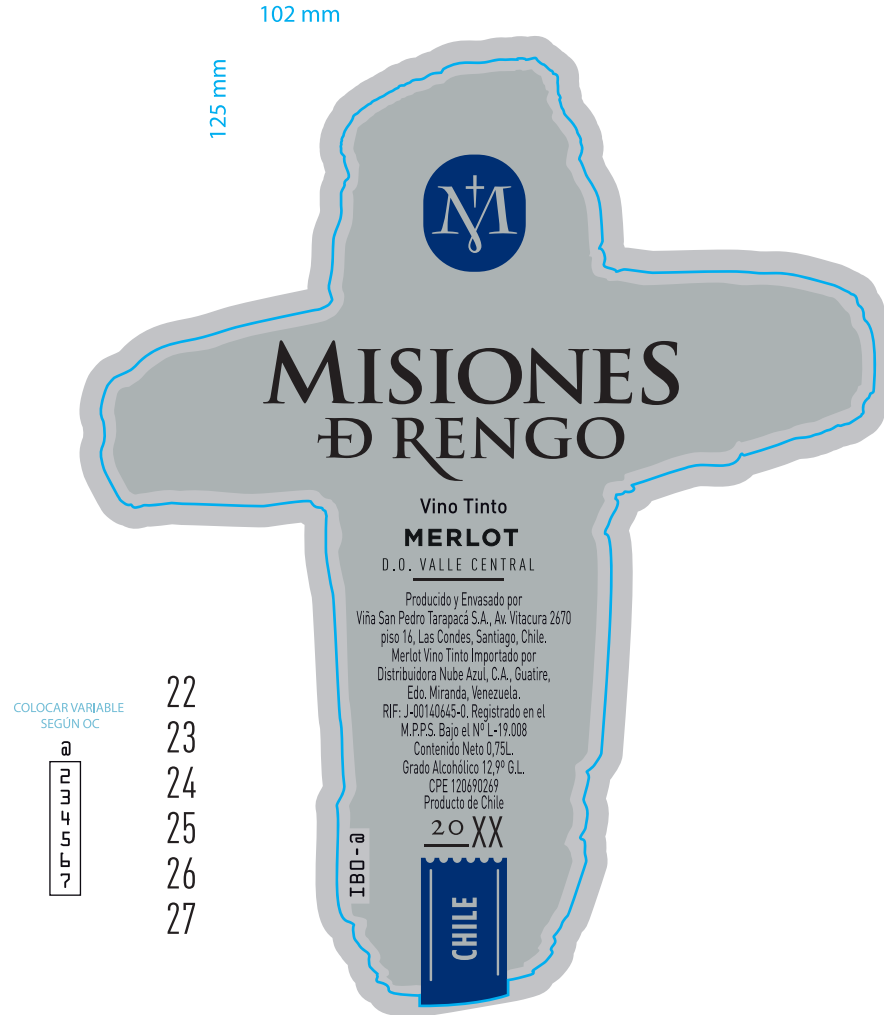 102 mm
125 mm
M
MISIONES
Đ RENGO
Vino Tinto
MERLOT
D.O. VALLE CENTRAL
Producido y Envasado por
Viña San Pedro Tarapacá S.A., Av. Vitacura 2670
piso 16, Las Condes, Santiago, Chile.
Merlot Vino Tinto Importado por
Distribuidora Nube Azul, C.A., Guatire,
Edo. Miranda, Venezuela.
RIF: J-00140645-0. Registrado en el
M.P.P.S. Bajo el Nº L-19.008
Contenido Neto 0,75L.
Grado Alcohólico 12,9º G.L.
CPE 120690269
Producto de Chile
20 XX
IBO-@
CHILE
COLOCAR VARIABLE
SEGÚN OC
@
2
3
4
5
6
7
22
23
24
25
26
27